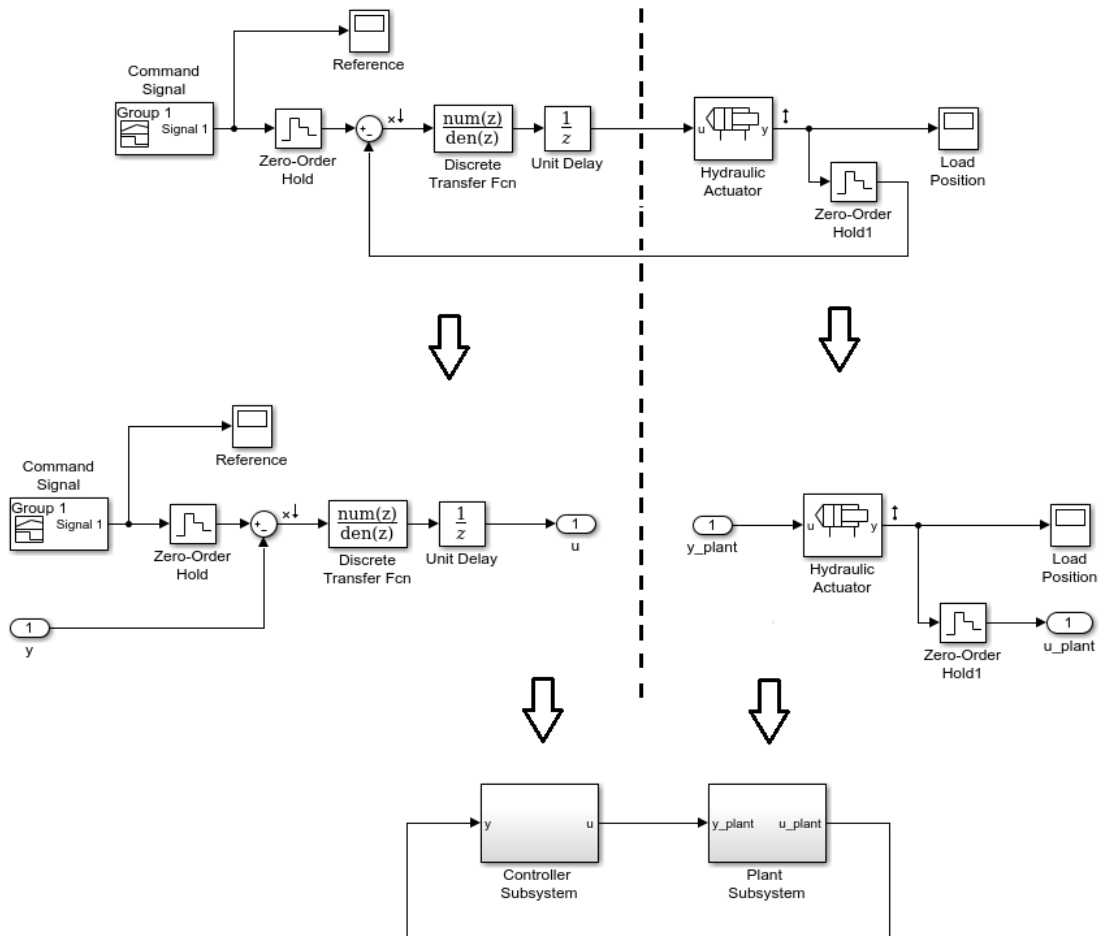 Reference
Command
Signal
Group 1
Signal 1
Zero-Order
Hold
+
-
×↓
num(z)
den(z)
Discrete
Transfer Fcn
1
z
Unit Delay
u
y
↕
Hydraulic
Actuator
Load
Position
Zero-Order
Hold1
Reference
Command
Signal
Group 1
Signal 1
Zero-Order
Hold
+
-
×↓
num(z)
den(z)
Discrete
Transfer Fcn
1
z
Unit Delay
1
u
1
y
1
y_plant
u
y
↕
Hydraulic
Actuator
Load
Position
Zero-Order
Hold1
1
u_plant
y
u
Controller
Subsystem
y_plant
u_plant
Plant
Subsystem